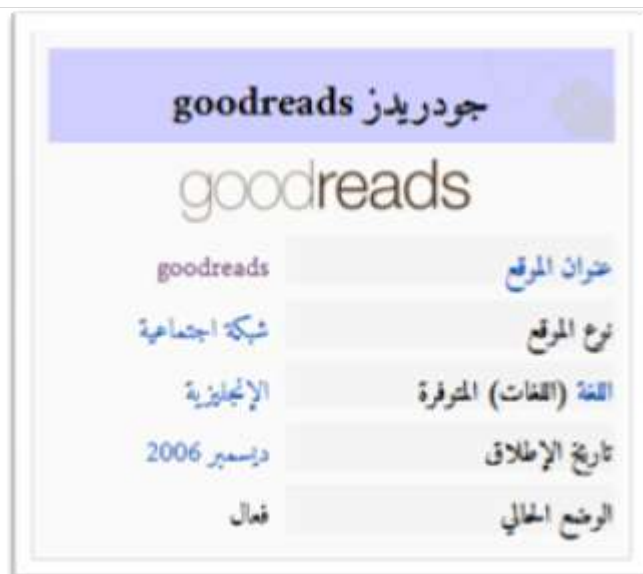 جودريدز goodreads
goodreads
عنوان الموقع goodreads
نوع الموقع شبكة اجتماعية
اللغة (اللغات) المتوفرة الإنجليزية
تاريخ الإطلاق ديسمبر 2006
الوضع الحالي فعال